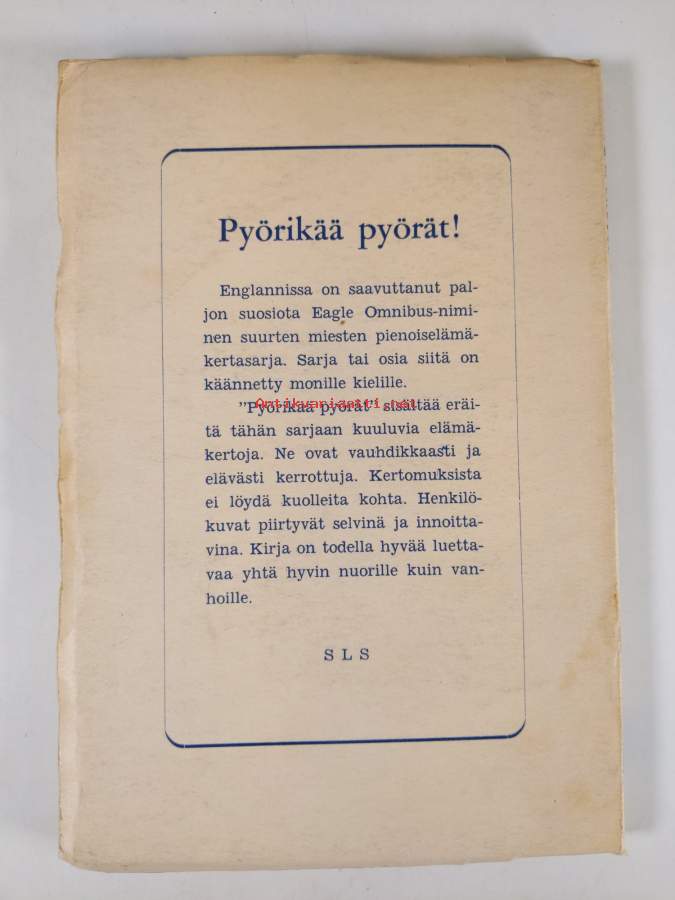 Pyörikää pyörät!
Englannissa on saavuttanut pal-
jon suosiota Eagle Omnibus-nimi-
nen suurten miesten pienoiselämä-
kertasarja. Sarja tai osia siitä on
käännetty monille kielille.
Antikvariaatti.net
"Pyörikää pyörät" sisältää eräi-
tä tähän sarjaan kuuluvia elämä-
kertoja. Ne ovat vauhdikkaasti ja
elävästi kerrottuja. Kertomuksista
ei löydä kuolleita kohta. Henkilö-
kuvat piirtyvät selvinä ja innoitta-
vina. Kirja on todella hyvää luetta-
vaa yhtä hyvin nuorille kuin van-
hoille.
SLS